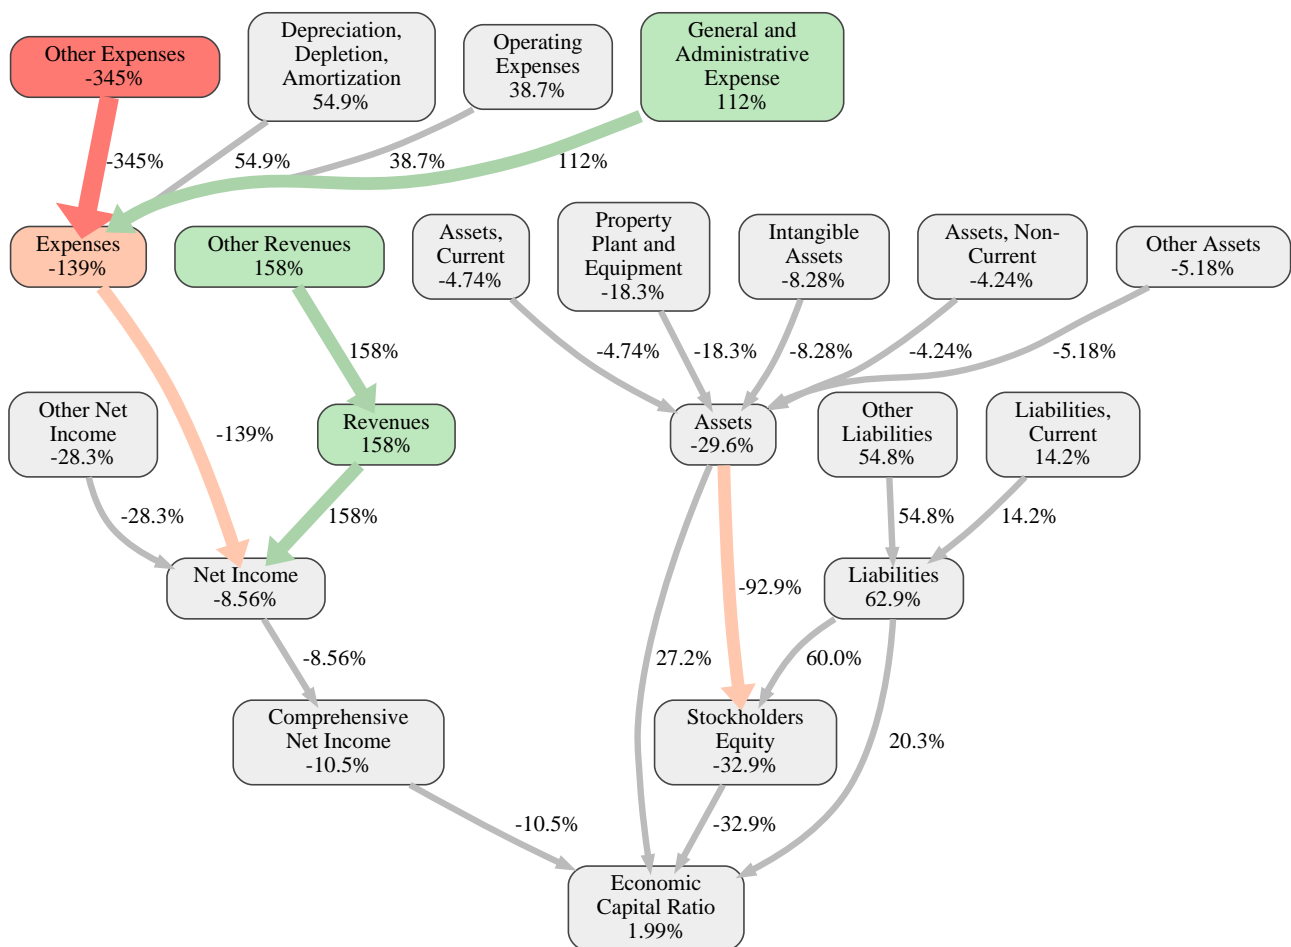 Other Expenses
-345%
Depreciation,
Depletion,
Amortization
54.9%
Operating
Expenses
38.7%
General and
Administrative
Expense
112%
-345%
54.9%
38.7%
112%
Expenses
-139%
Other Revenues
158%
Assets,
Current
-4.74%
Property
Plant and
Equipment
-18.3%
Intangible
Assets
-8.28%
Assets, Non-
Current
-4.24%
Other Assets
-5.18%
158%
-4.74%
-18.3%
-8.28%
-4.24%
-5.18%
Other Net
Income
-28.3%
-139%
Revenues
158%
Assets
-29.6%
Other
Liabilities
54.8%
Liabilities,
Current
14.2%
-28.3%
158%
54.8%
14.2%
Net Income
-8.56%
-92.9%
Liabilities
62.9%
-8.56%
27.2%
60.0%
Comprehensive
Net Income
-10.5%
Stockholders
Equity
-32.9%
20.3%
-10.5%
-32.9%
Economic
Capital Ratio
1.99%